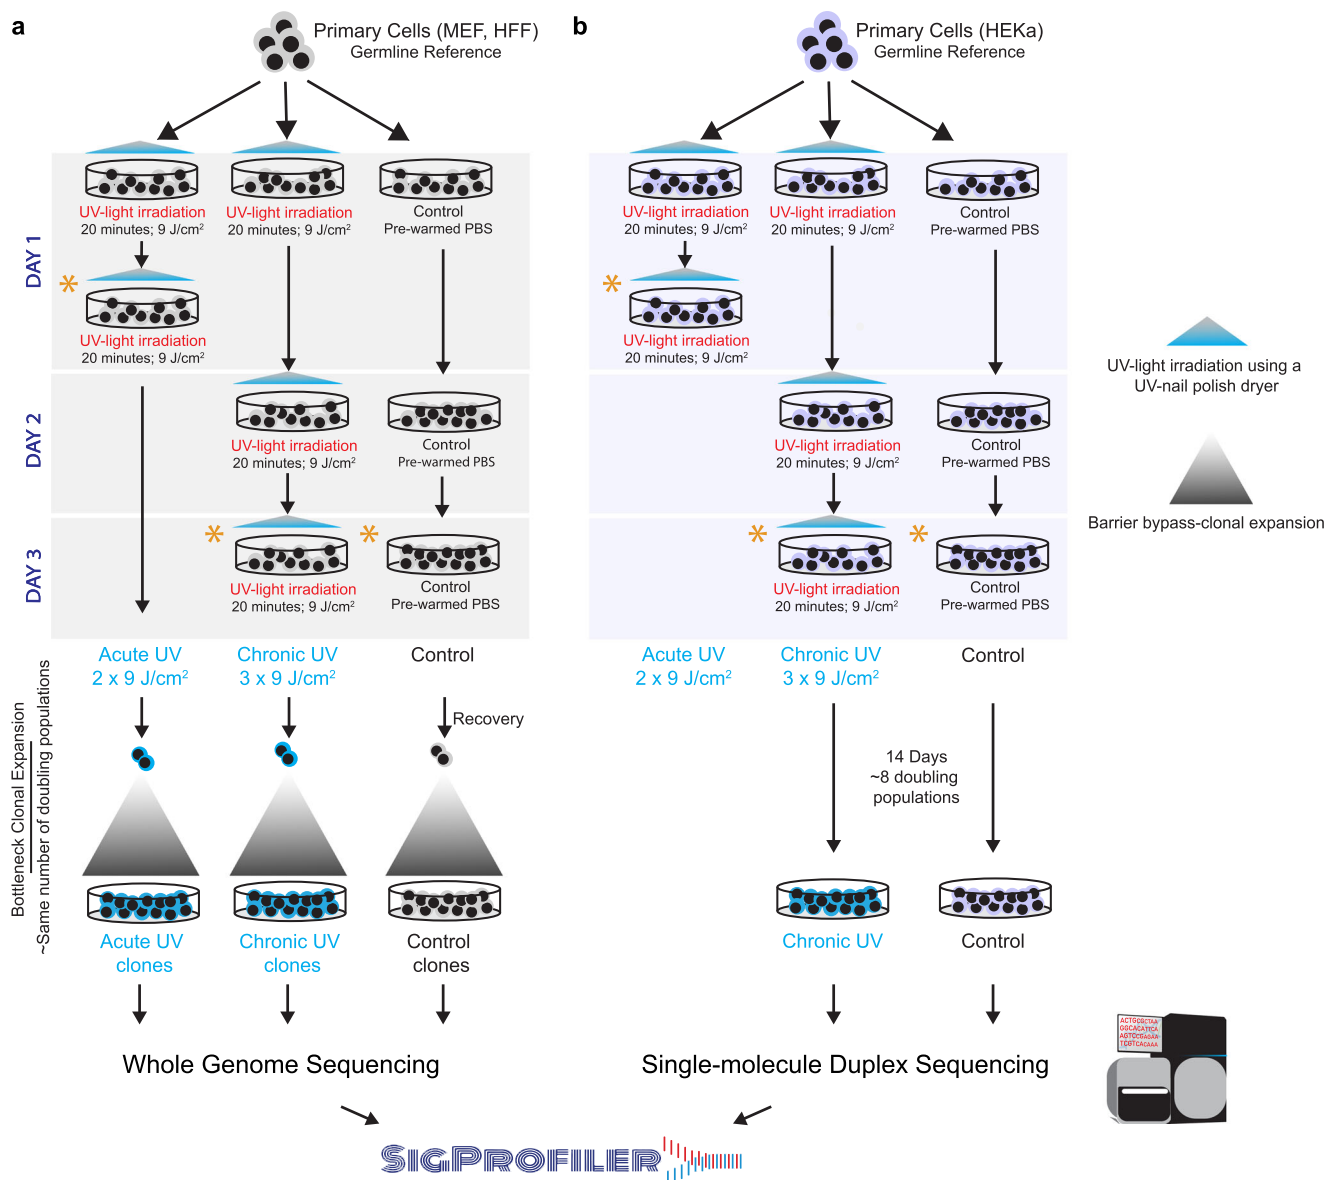 a
Primary Cells (MEF, HFF)
Germline Reference
DAY 1
UV-light irradiation
20 minutes; 9 J/cm²
UV-light irradiation
20 minutes; 9 J/cm²
Control
Pre-warmed PBS
*
UV-light irradiation
20 minutes; 9 J/cm²
DAY 2
UV-light irradiation
20 minutes; 9 J/cm²
Control
Pre-warmed PBS
DAY 3
*
*
UV-light irradiation
20 minutes; 9 J/cm²
Control
Pre-warmed PBS
Acute UV
2 x 9 J/cm²
Chronic UV
3 x 9 J/cm²
Control
Recovery
Bottleneck Clonal Expansion
~Same number of doubling populations
Acute UV
clones
Chronic UV
clones
Control
clones
Whole Genome Sequencing
b
Primary Cells (HEKa)
Germline Reference
UV-light irradiation
20 minutes; 9 J/cm²
UV-light irradiation
20 minutes; 9 J/cm²
Control
Pre-warmed PBS
*
UV-light irradiation
20 minutes; 9 J/cm²
UV-light irradiation
20 minutes; 9 J/cm²
Control
Pre-warmed PBS
*
*
UV-light irradiation
20 minutes; 9 J/cm²
Control
Pre-warmed PBS
Acute UV
2 x 9 J/cm²
Chronic UV
3 x 9 J/cm²
Control
14 Days
~8 doubling
populations
Chronic UV
Control
Single-molecule Duplex Sequencing
UV-light irradiation using a
UV-nail polish dryer
Barrier bypass-clonal expansion
ACTGCGCTAA
GGCACATTCA
AGTCCGAGAA
TCGTCACAAA
SIGPROFILER